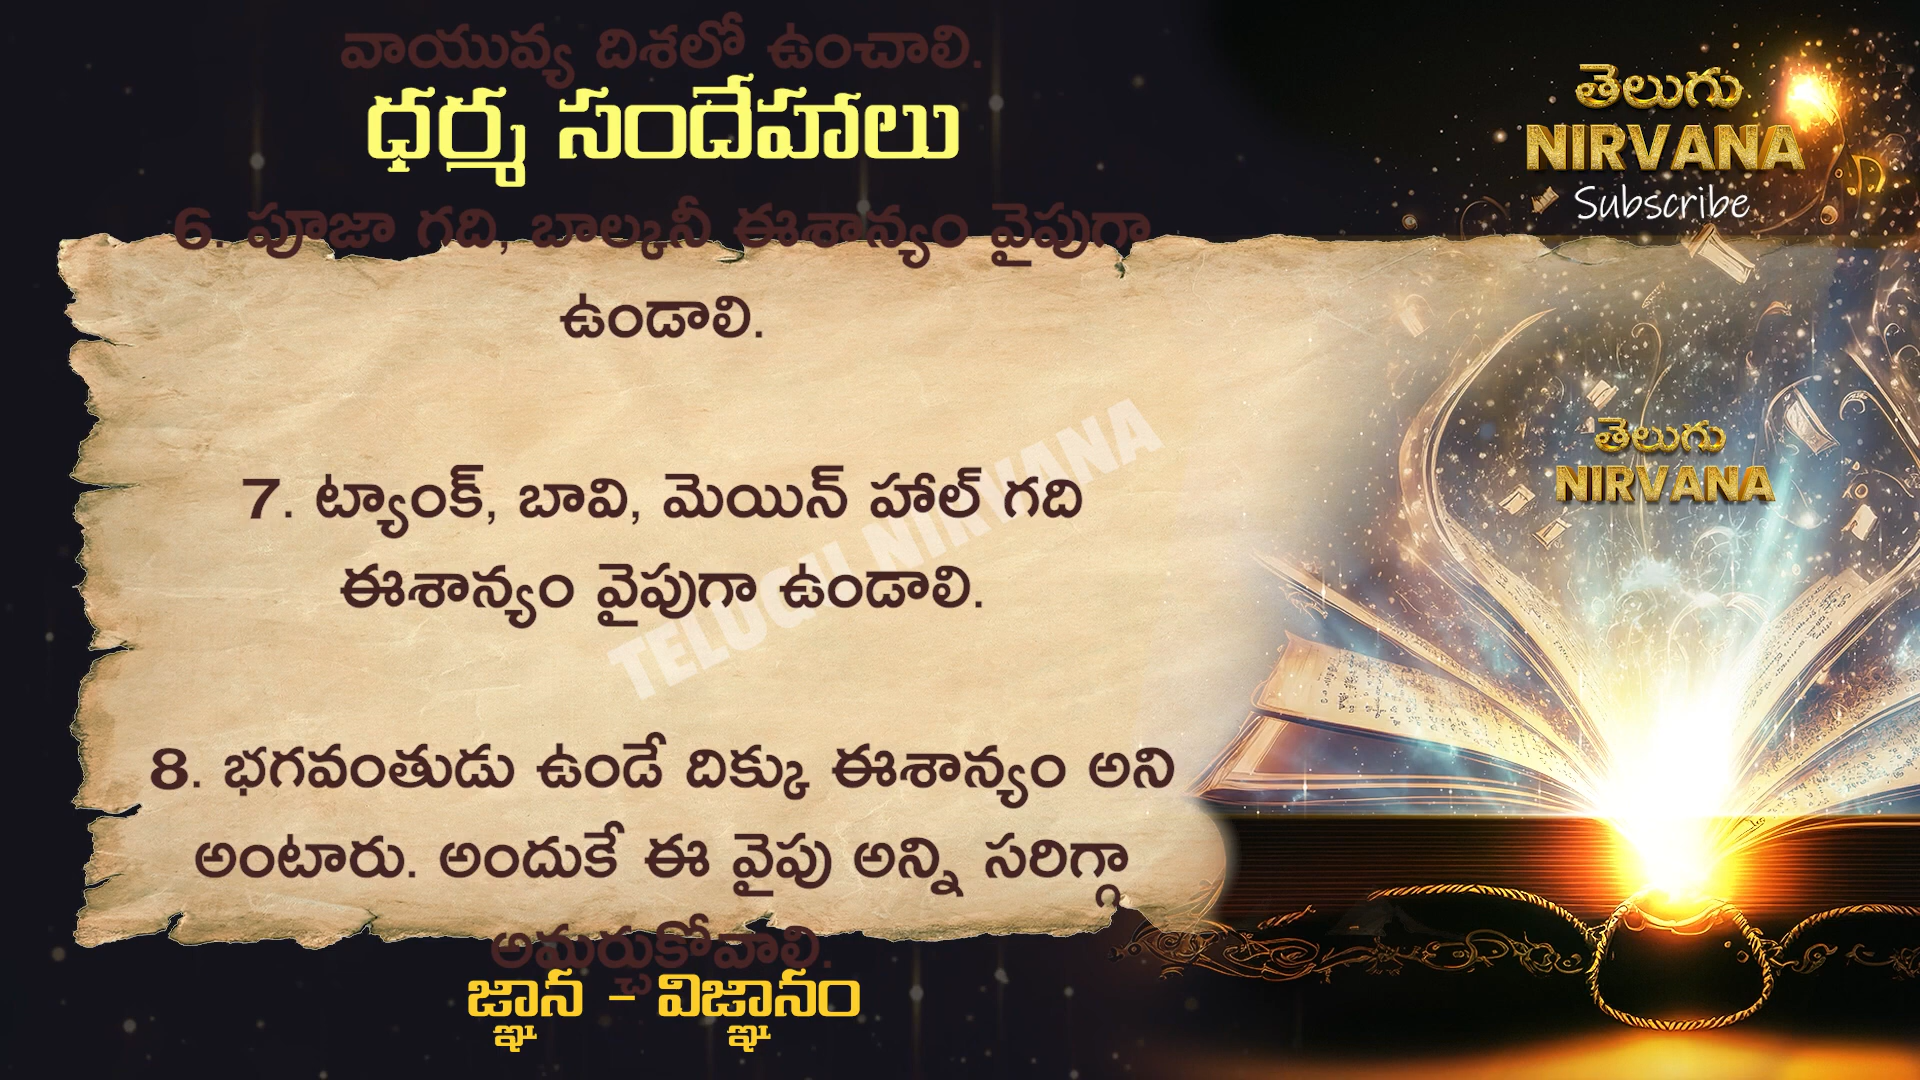 వాయువ్య దిశలో ఉంచాలి.
ధర్మ సందేహాలు
6. పూజా గది, బాల్కనీ ఈశాన్యం వైపుగా
ఉండాలి.
7. ట్యాంక్, బావి, మెయిన్ హాల్ గది
ఈశాన్యం వైపుగా ఉండాలి.
8. భగవంతుడు ఉండే దిక్కు ఈశాన్యం అని
అంటారు. అందుకే ఈ వైపు అన్ని సరిగ్గా
అమర్చుకోవాలి.
జ్ఞాన - విజ్ఞానం
తెలుగు
NIRVANA
Subscribe
తెలుగు
NIRVANA
TELUGU NIRVANA